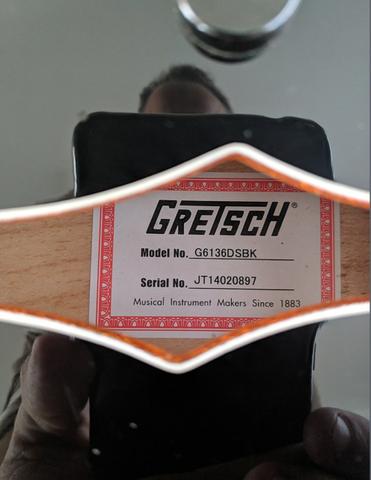 GRETSCH®
Model No. G6136DSBK
Serial No. JT14020897
Musical Instrument Makers Since 1883